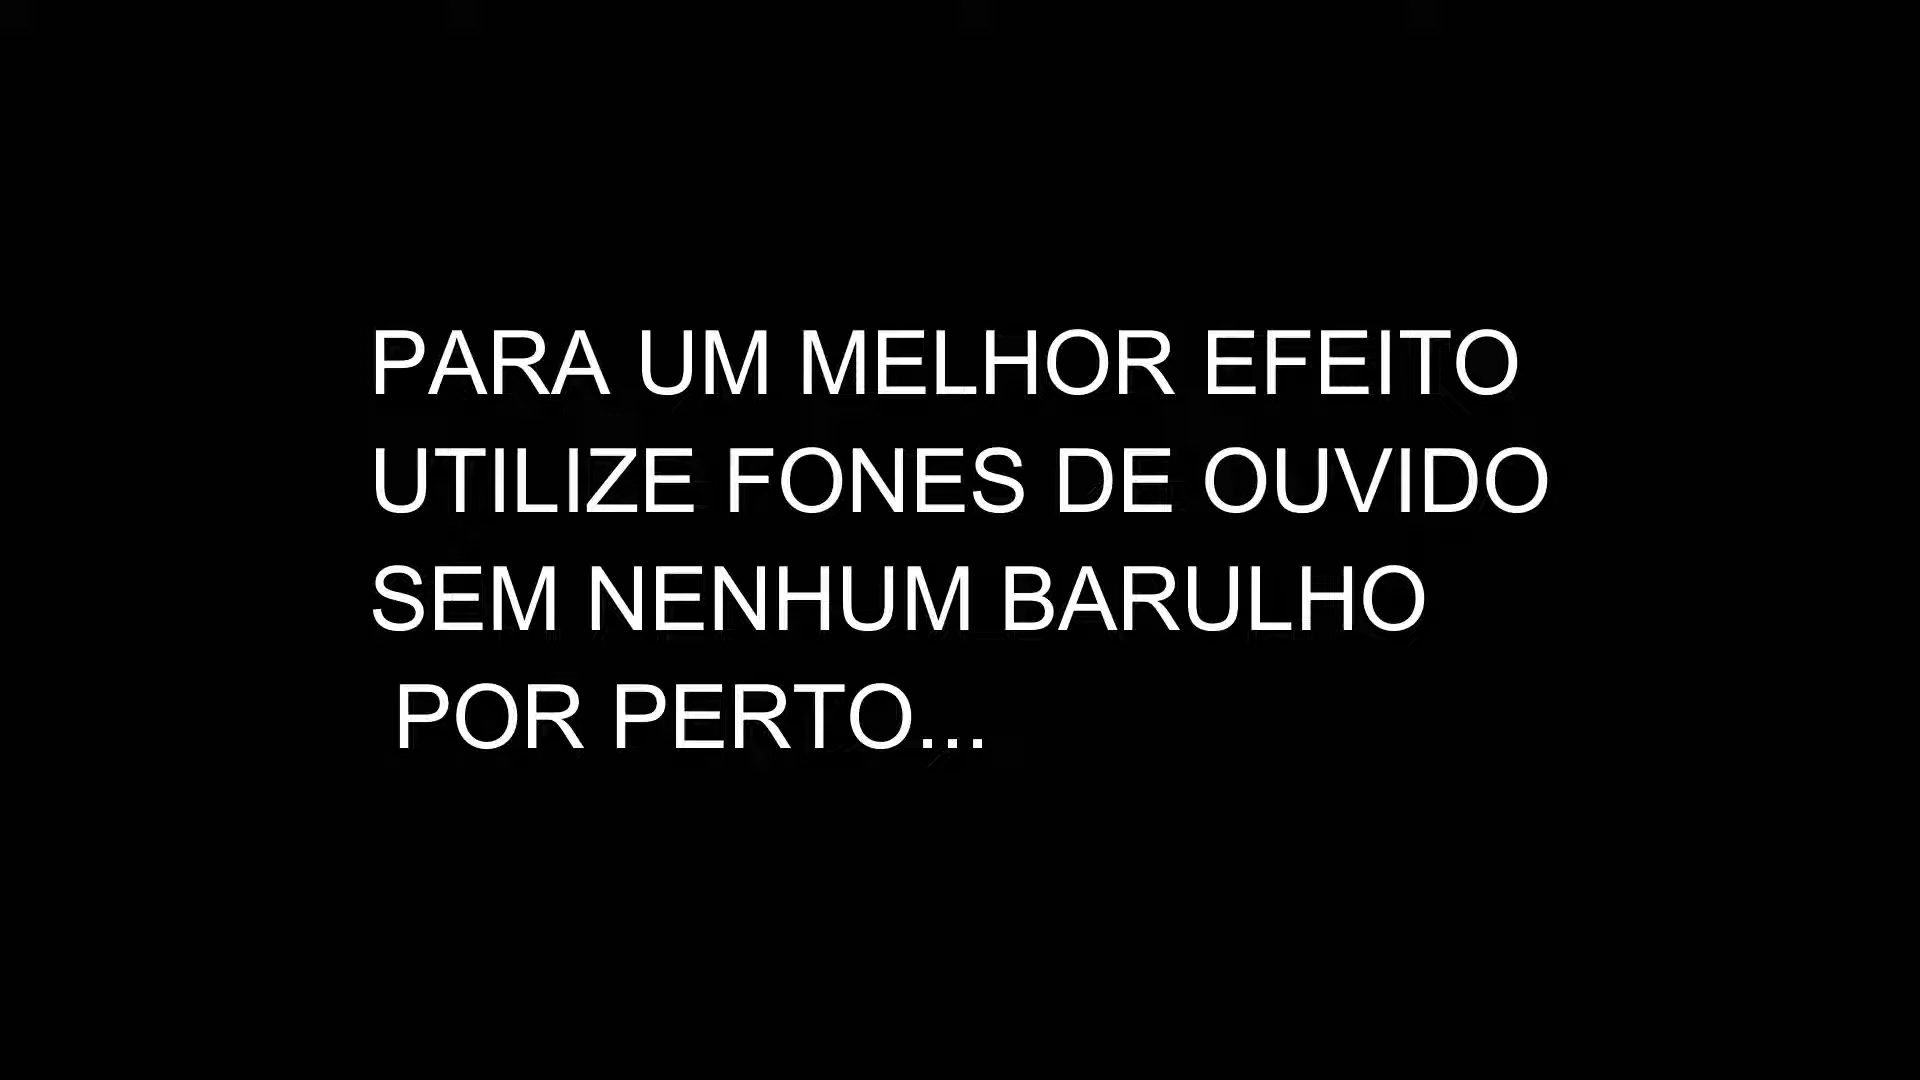 PARA UM MELHOR EFEITO
UTILIZE FONES DE OUVIDO
SEM NENHUM BARULHO
POR PERTO...